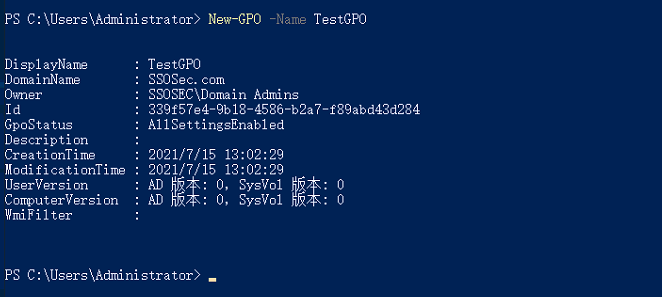 PS C:\Users\Administrator> New-GPO -Name TestGPO
DisplayName : TestGPO
DomainName : SSOSec.com
Owner : SSOSEC\Domain Admins
Id : 339f57e4-9b18-4586-b2a7-f89abd43d284
GpoStatus : AllSettingsEnabled
Description :
CreationTime : 2021/7/15 13:02:29
ModificationTime : 2021/7/15 13:02:29
UserVersion : AD 版本: 0, SysVol 版本: 0
ComputerVersion : AD 版本: 0, SysVol 版本: 0
WmiFilter :
PS C:\Users\Administrator> _